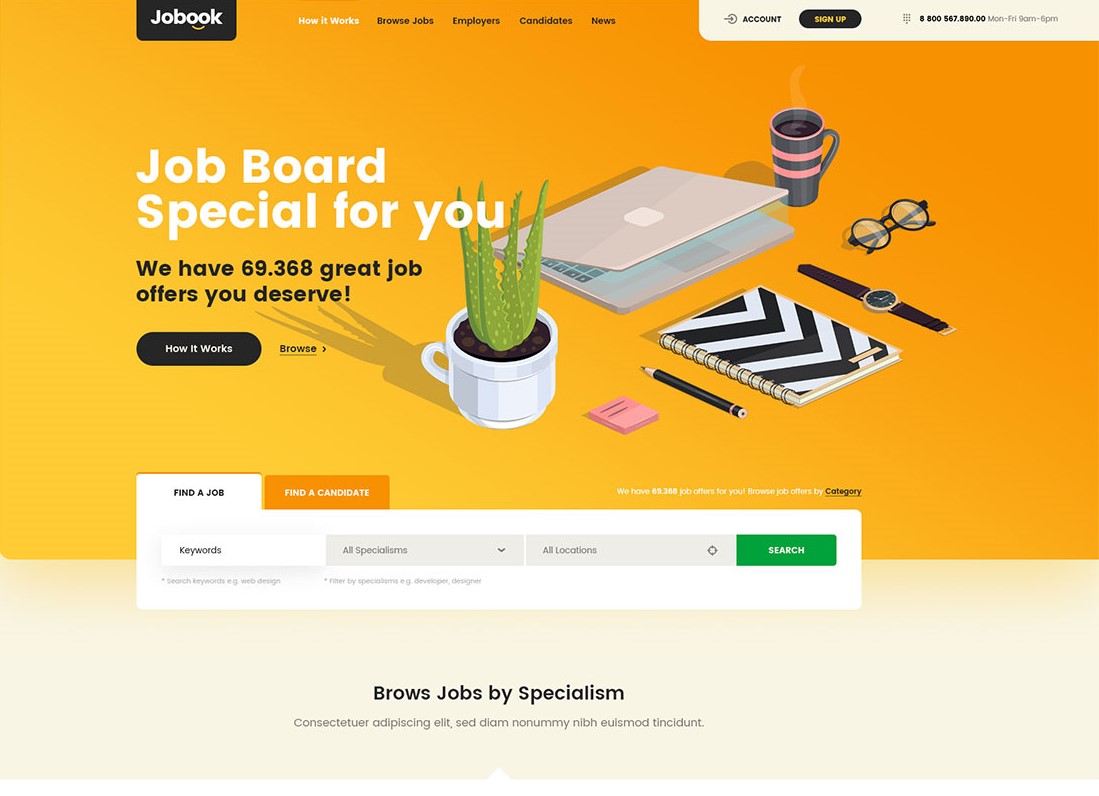 Jobook
How it Works Browse Jobs Employers Candidates News
ACCOUNT
SIGN UP
8 800 567.890.00 Mon-Fri 9am-6pm
Job Board
Special for you
We have 69.368 great job
offers you deserve!
How It Works
Browse ›
FIND A JOB
FIND A CANDIDATE
We have 69.368 job offers for you! Browse job offers by Category
Keywords
All Specialisms
All Locations
SEARCH
* Search keywords e.g. web design
* Filter by specialisms e.g. developer, designer
Brows Jobs by Specialism
Consectetuer adipiscing elit, sed diam nonummy nibh euismod tincidunt.